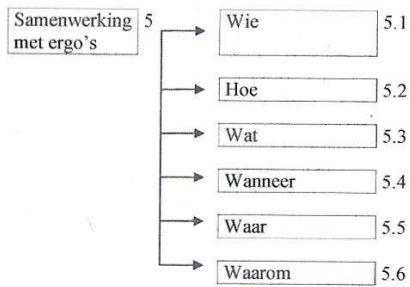 Samenwerking 5
met ergo's
Wie 5.1
Hoe 5.2
Wat 5.3
Wanneer 5.4
Waar 5.5
Waarom 5.6